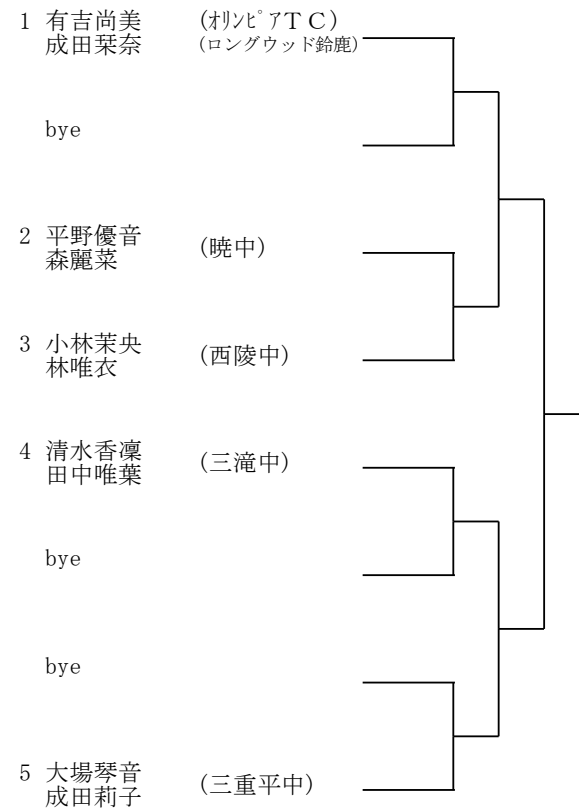 1 有吉尚美 (ｵﾘﾝﾋﾟアＴＣ)
成田栞奈 (ロングウッド鈴鹿)
bye
2 平野優音 (暁中)
森麗菜
3 小林茉央 (西陵中)
林唯衣
4 清水香凜 (三滝中)
田中唯葉
bye
bye
5 大場琴音 (三重平中)
成田莉子